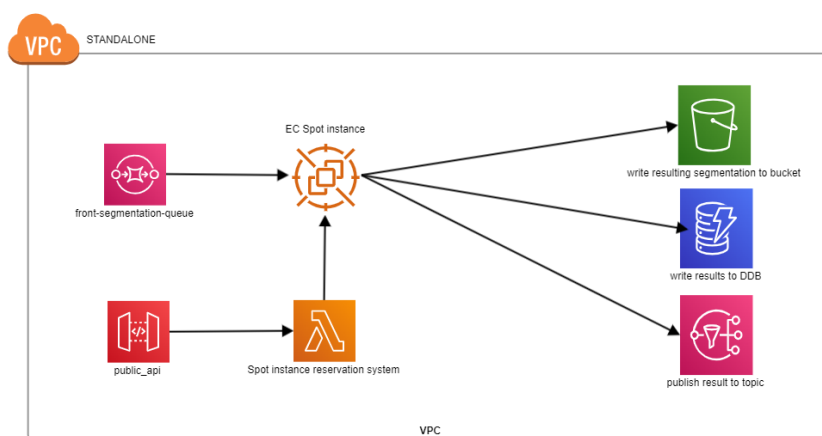 VPC
STANDALONE
EC Spot instance
write resulting segmentation to bucket
front-segmentation-queue
write results to DDB
public_api
Spot instance reservation system
publish result to topic
VPC